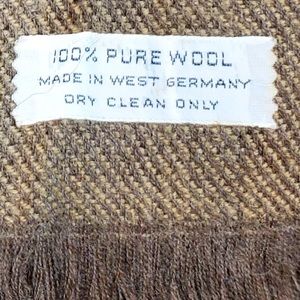 100% PURE WOOL
MADE IN WEST GERMANY
DRY CLEAN ONLY